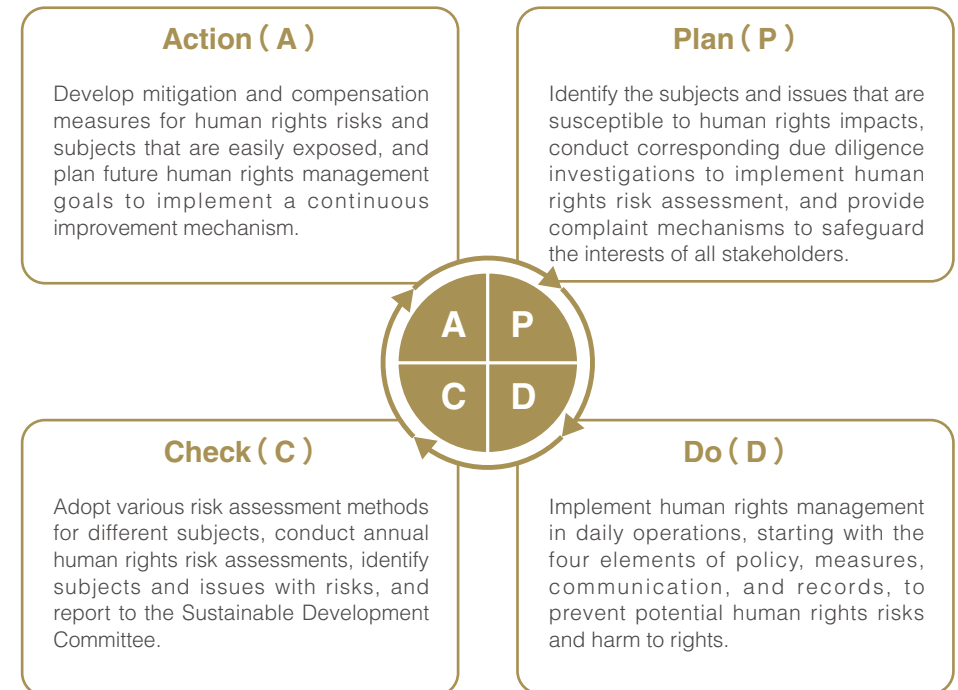 Action ( A )
Develop mitigation and compensation
measures for human rights risks and
subjects that are easily exposed, and
plan future human rights management
goals to implement a continuous
improvement mechanism.
Plan ( P )
Identify the subjects and issues that are
susceptible to human rights impacts,
conduct corresponding due diligence
investigations to implement human
rights risk assessment, and provide
complaint mechanisms to safeguard
the interests of all stakeholders.
A P
C D
Check ( C )
Adopt various risk assessment methods
for different subjects, conduct annual
human rights risk assessments, identify
subjects and issues with risks, and
report to the Sustainable Development
Committee.
Do ( D )
Implement human rights management
in daily operations, starting with the
four elements of policy, measures,
communication, and records, to
prevent potential human rights risks
and harm to rights.